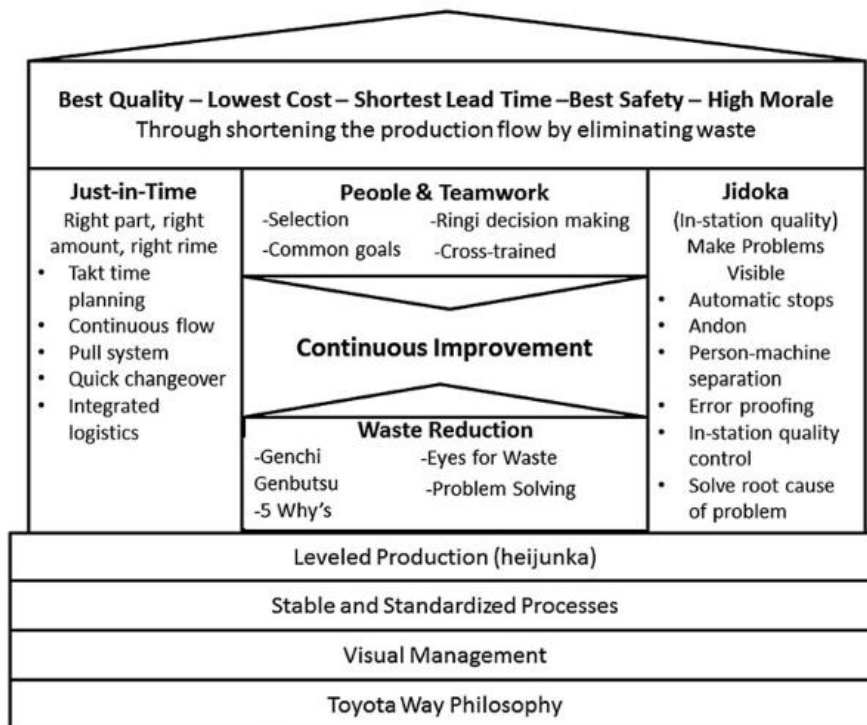 Best Quality – Lowest Cost – Shortest Lead Time –Best Safety – High Morale
Through shortening the production flow by eliminating waste
Just-in-Time
Right part, right
amount, right rime
• Takt time
planning
• Continuous flow
• Pull system
• Quick changeover
• Integrated
logistics
People & Teamwork
-Selection
-Common goals
-Ringi decision making
-Cross-trained
Continuous Improvement
Waste Reduction
-Genchi
Genbutsu
-5 Why's
-Eyes for Waste
-Problem Solving
Jidoka
(In-station quality)
Make Problems
Visible
• Automatic stops
• Andon
• Person-machine
separation
• Error proofing
• In-station quality
control
• Solve root cause
of problem
Leveled Production (heijunka)
Stable and Standardized Processes
Visual Management
Toyota Way Philosophy